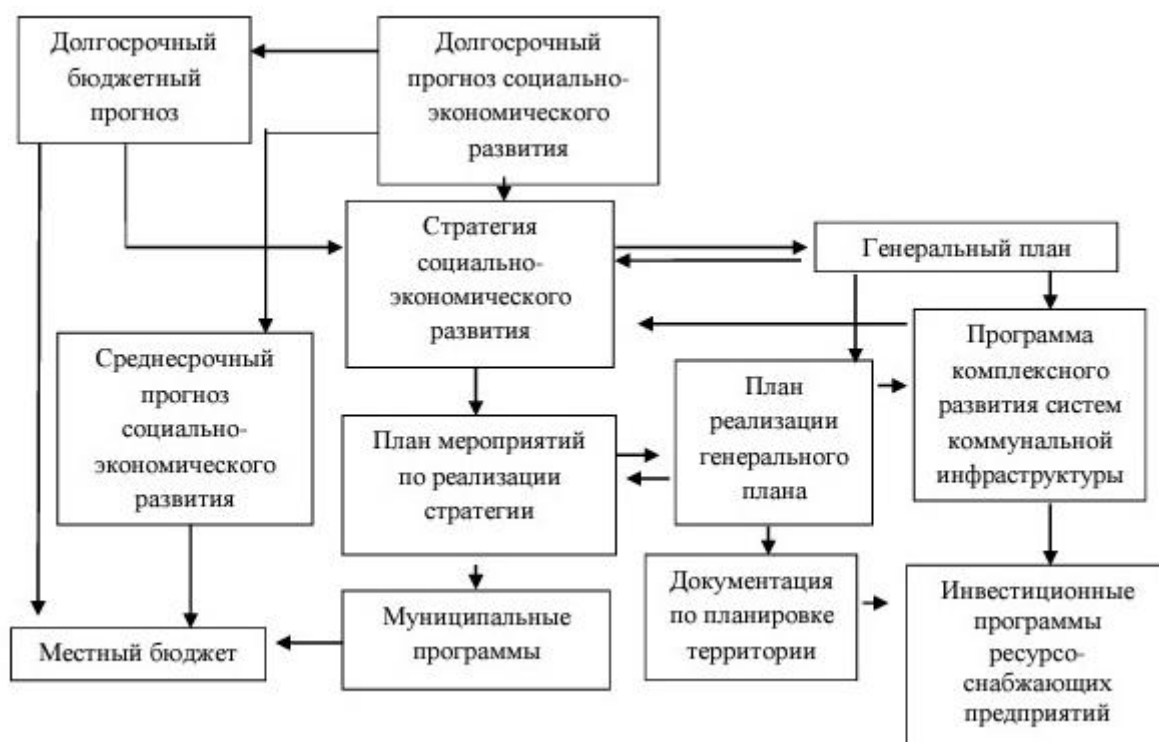 Долгосрочный
бюджетный
прогноз
Долгосрочный
прогноз социально-
экономического
развития
Стратегия
социально-
экономического
развития
Генеральный план
Среднесрочный
прогноз
социально-
экономического
развития
План мероприятий
по реализации
стратегии
План
реализации
генерального
плана
Программа
комплексного
развития систем
коммунальной
инфраструктуры
Местный бюджет
Муниципальные
программы
Документация
по планировке
территории
Инвестиционные
программы
ресурсо-
снабжающих
предприятий